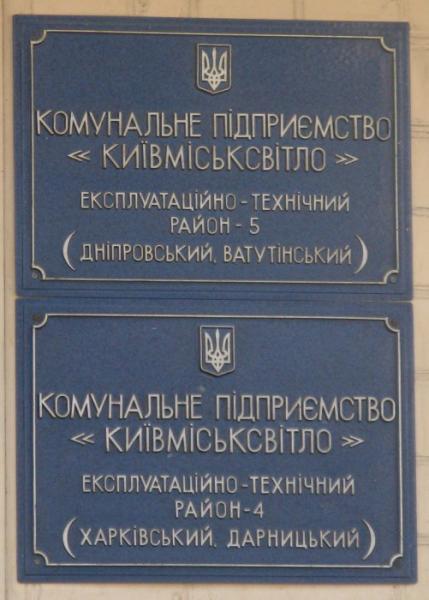 КОМУНАЛЬНЕ ПІДПРИЄМСТВО
« КИЇВМІСЬКСВІТЛО »
ЕКСПЛУАТАЦІЙНО - ТЕХНІЧНИЙ
РАЙОН - 5
(ДНІПРОВСЬКИЙ, ВАТУТІНСЬКИЙ)
КОМУНАЛЬНЕ ПІДПРИЄМСТВО
« КИЇВМІСЬКСВІТЛО »
ЕКСПЛУАТАЦІЙНО-ТЕХНІЧНИЙ
РАЙОН-4
(ХАРКІВСЬКИЙ, ДАРНИЦЬКИЙ)